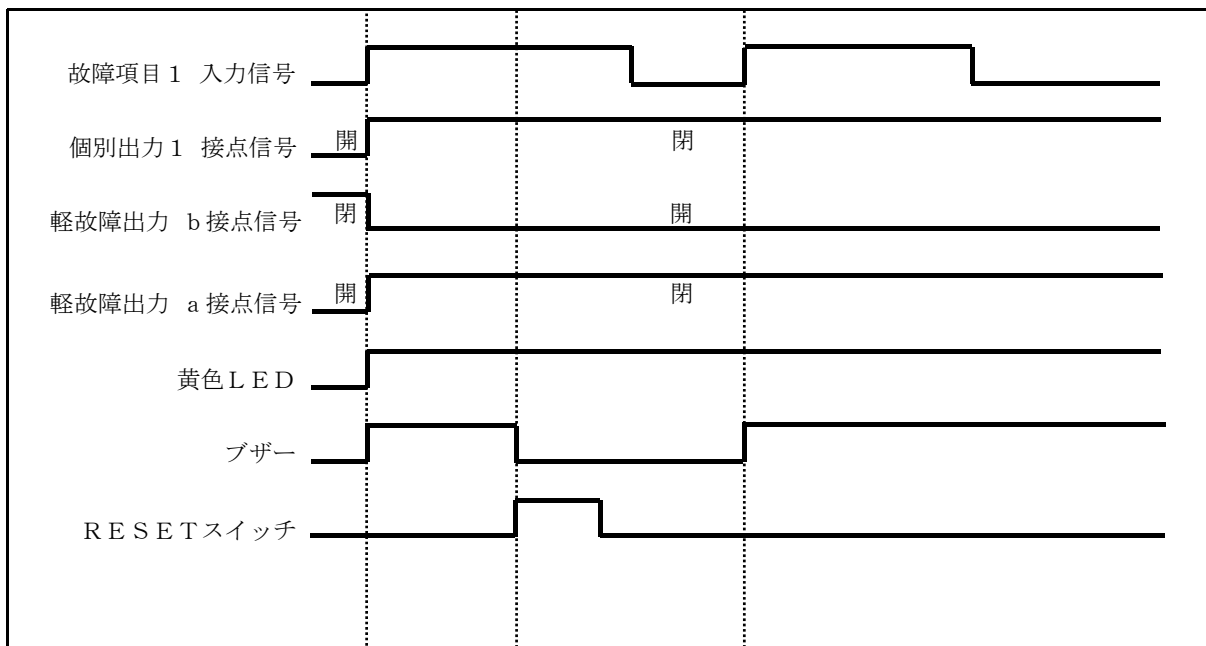 故障項目１ 入力信号
個別出力１ 接点信号 開 閉
軽故障出力 ｂ接点信号 閉 開
軽故障出力 ａ接点信号 開 閉
黄色ＬＥＤ
ブザー
ＲＥＳＥＴスイッチ